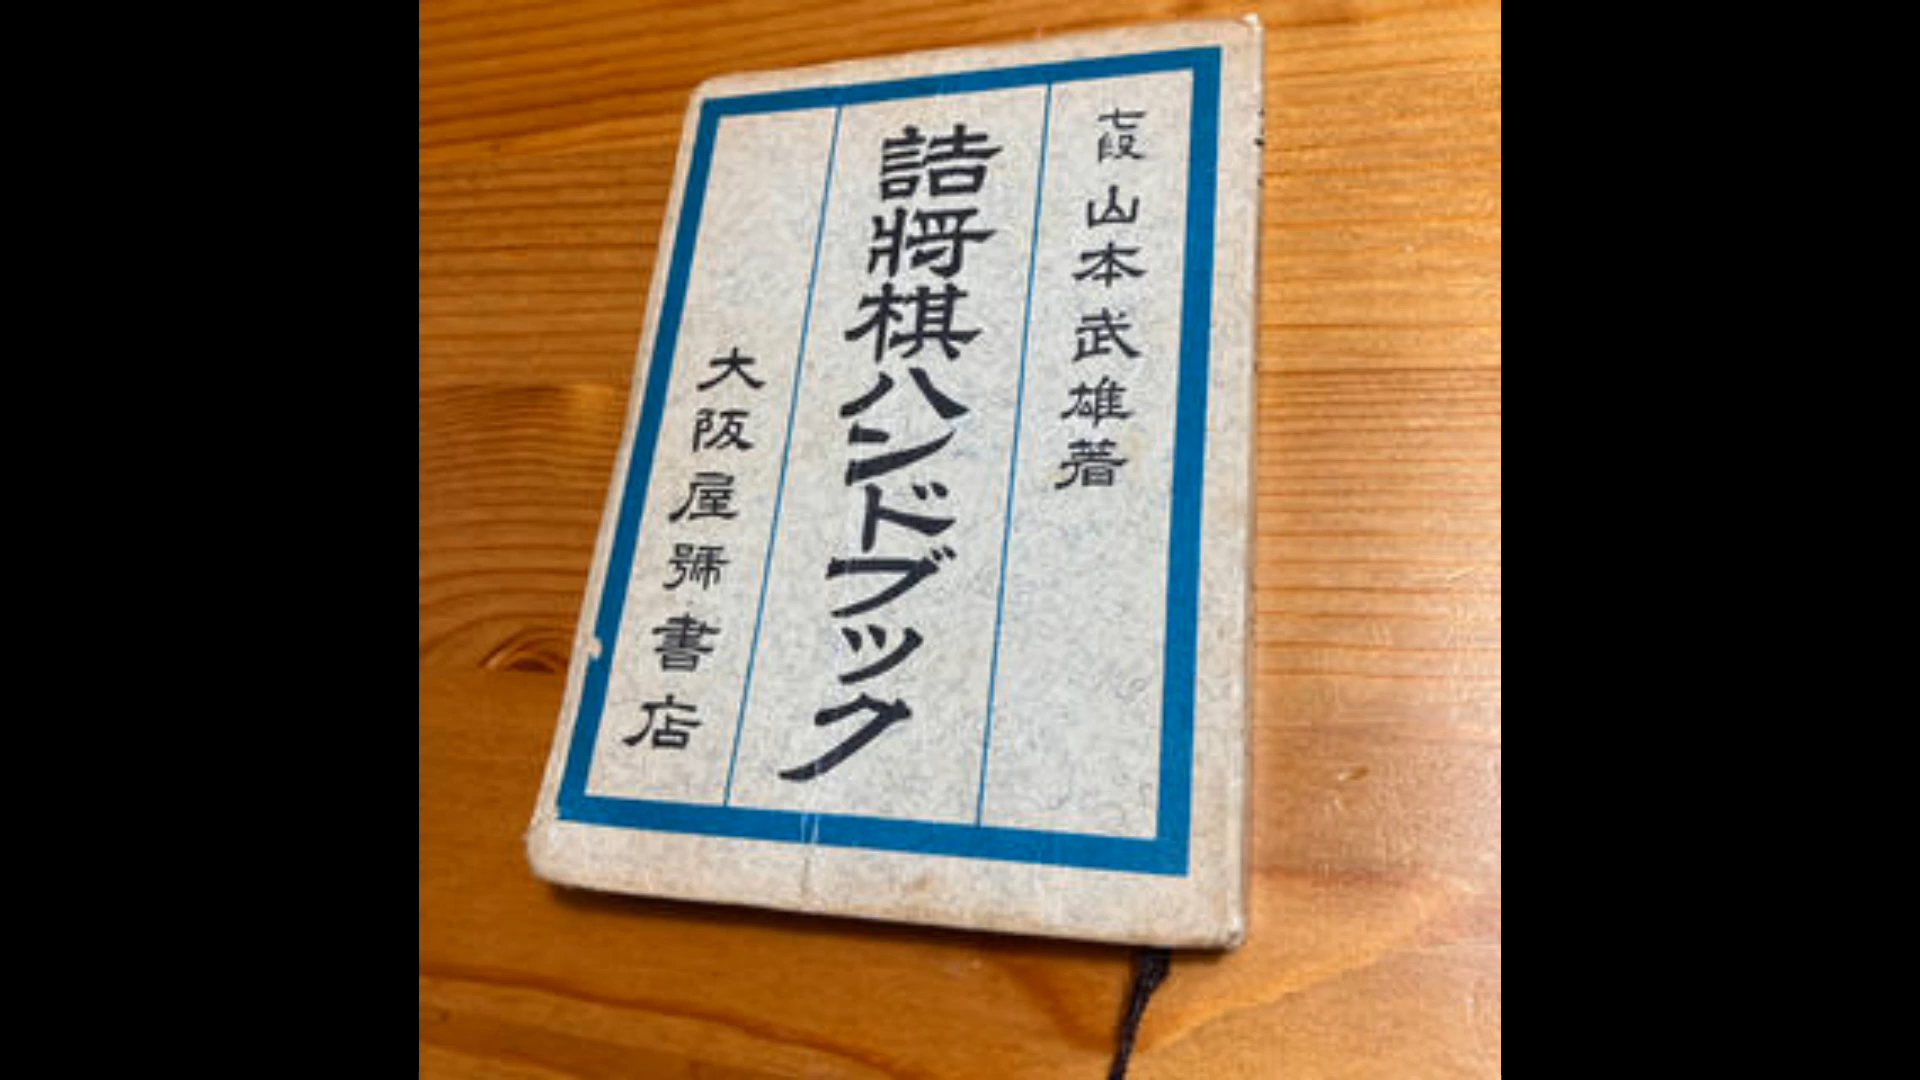 七段 山本武雄著
詰將棋ハンドブック
大阪屋號書店